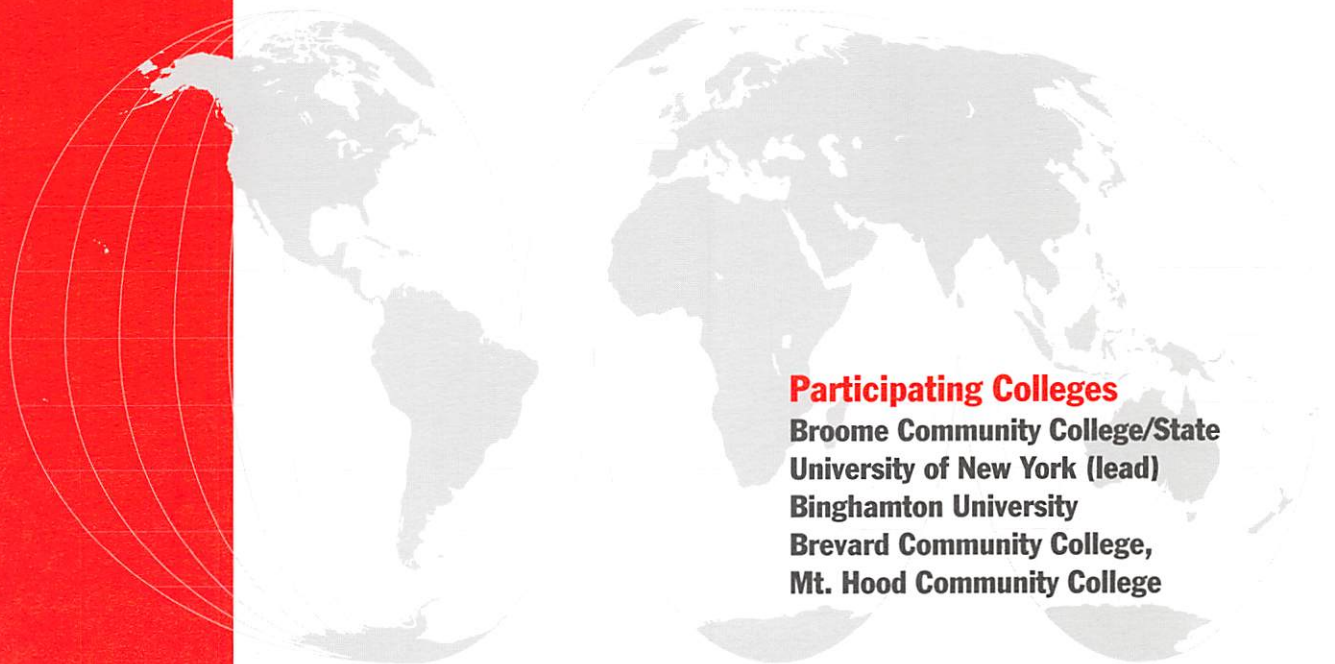 Participating Colleges
Broome Community College/State
University of New York (lead)
Binghamton University
Brevard Community College,
Mt. Hood Community College